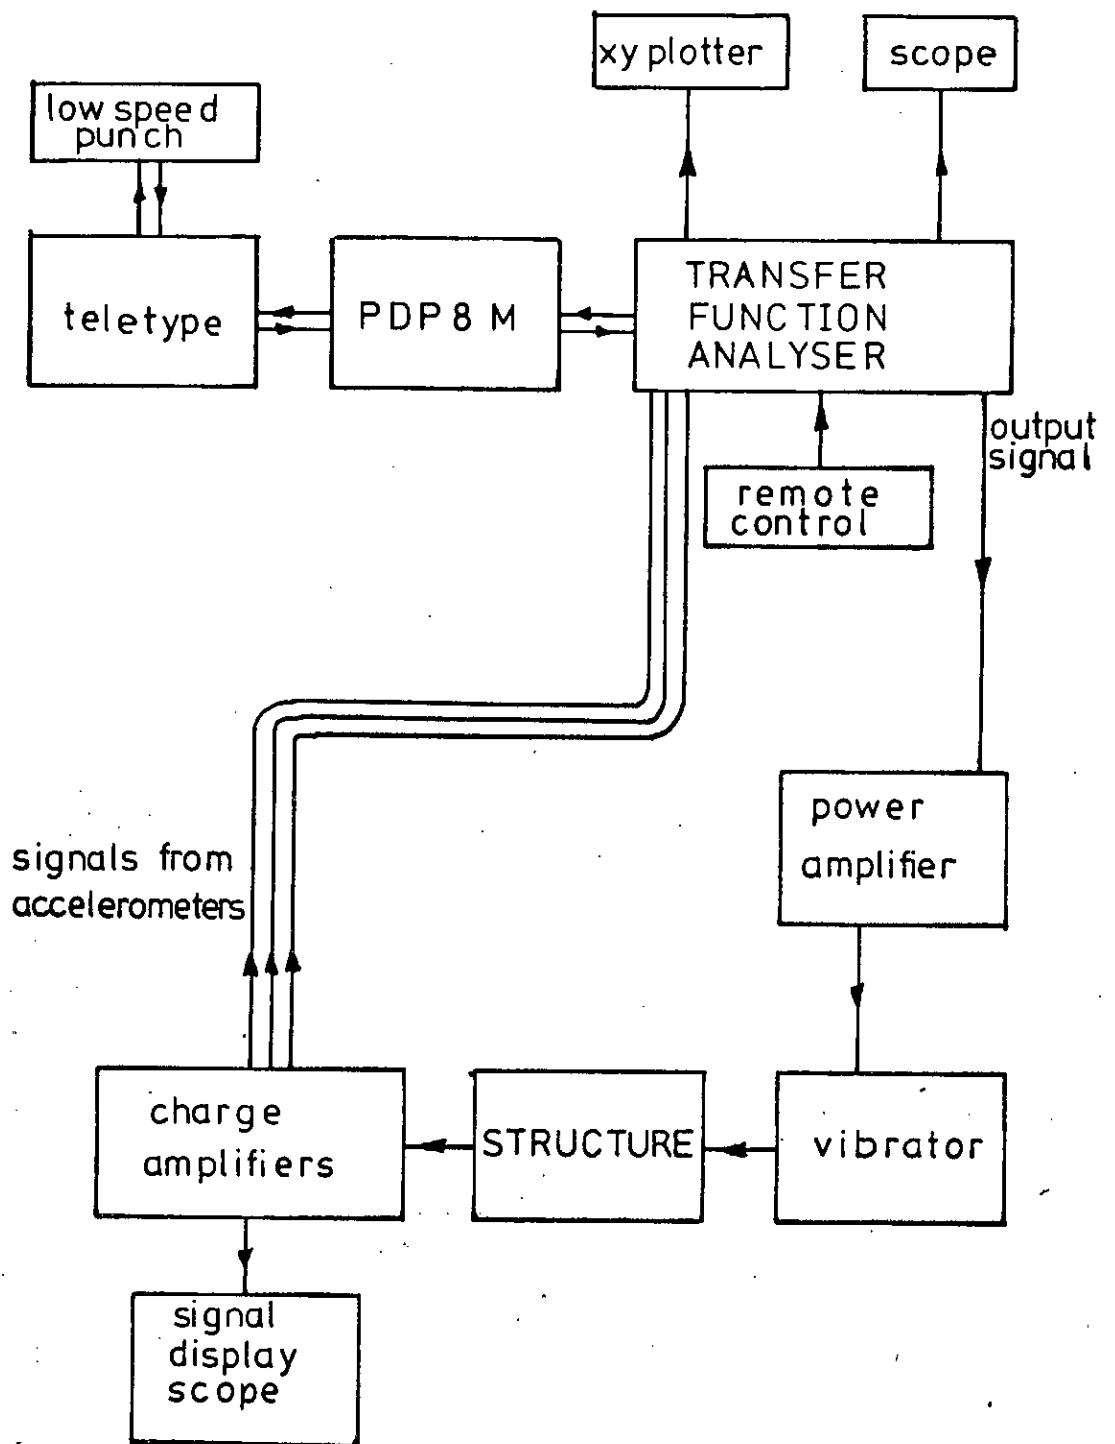 xy plotter
scope
low speed
punch
teletype
PDP8 M
TRANSFER
FUNCTION
ANALYSER
output
signal
remote
control
power
amplifier
signals from
accelerometers
charge
amplifiers
STRUCTURE
vibrator
signal
display
scope